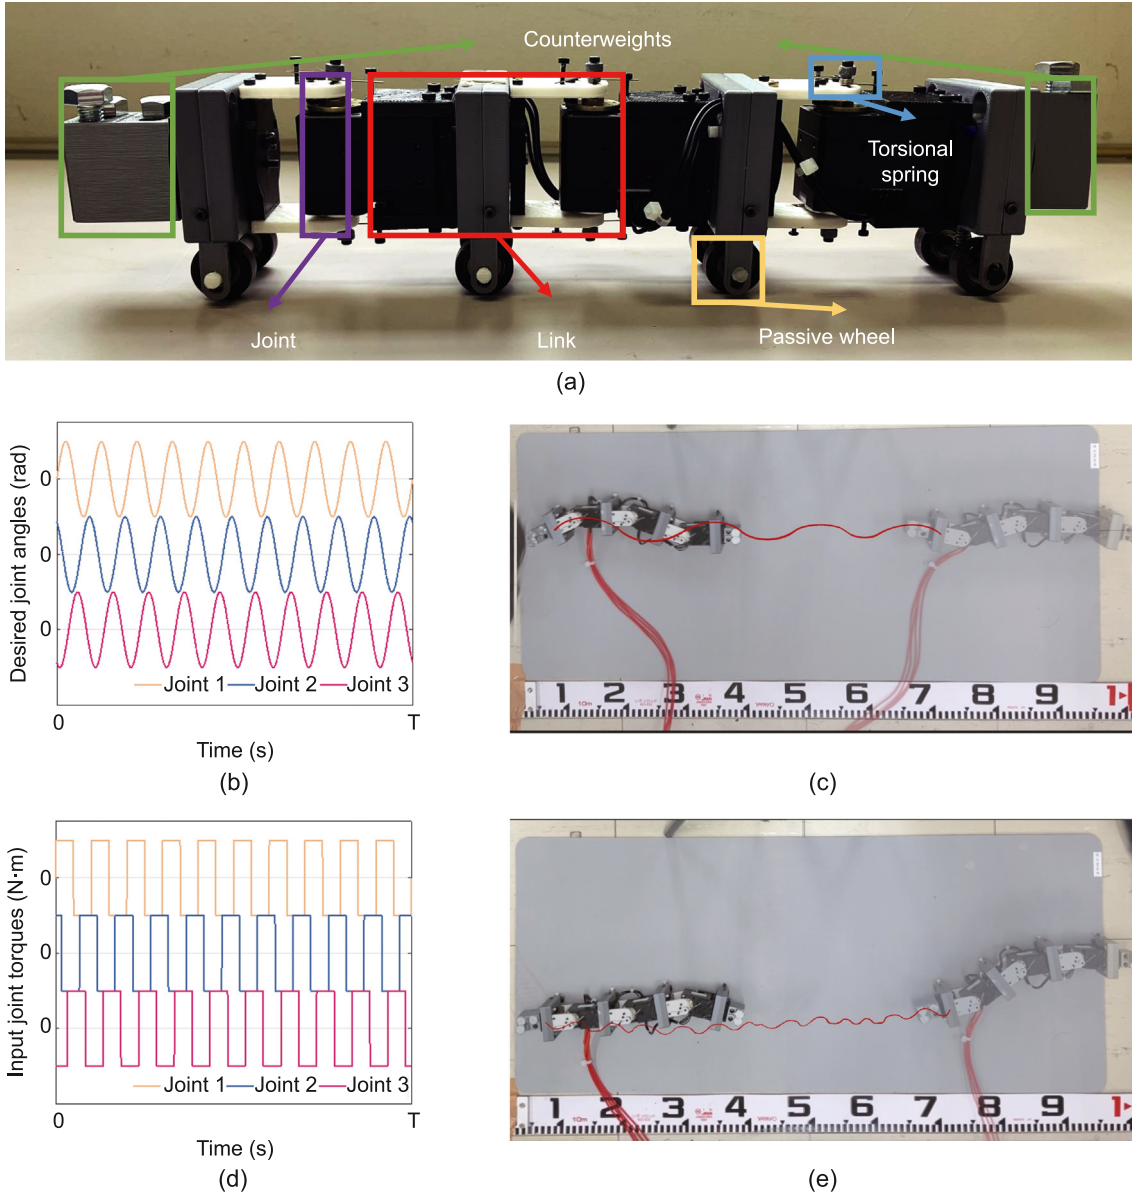 Counterweights
Torsional
spring
Joint
Link
Passive wheel
(a)
Desired joint angles (rad)
0
0
0
Joint 1 Joint 2 Joint 3
0 T
Time (s)
(b)
1 2 3 4 5 6 7 8 9 1
(c)
Input joint torques (N·m)
0
0
0
Joint 1 Joint 2 Joint 3
0 T
Time (s)
(d)
1 2 3 4 5 6 7 8 9 1
(e)